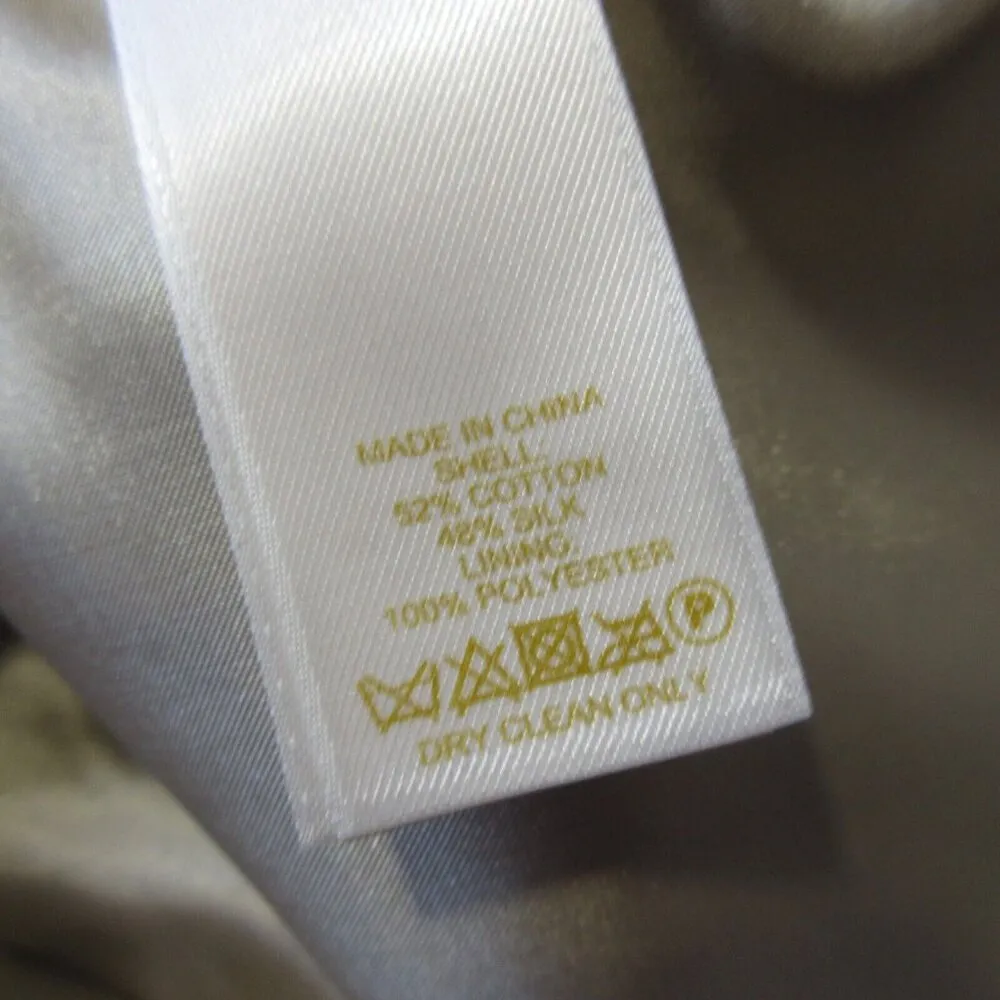 MADE IN CHINA
SHELL:
52% COTTON
48% SILK
LINING:
100% POLYESTER
P
DRY CLEAN ONLY